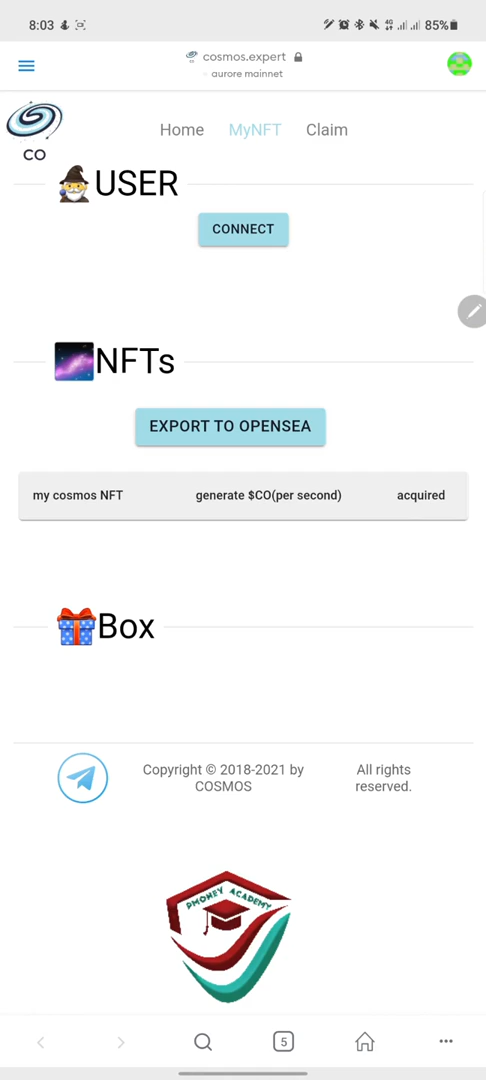 8:03
4G
85%
cosmos.expert
aurore mainnet
CO
Home MyNFT Claim
USER
CONNECT
NFTs
EXPORT TO OPENSEA
my cosmos NFT generate $CO(per second) acquired
Box
Copyright © 2018-2021 by
COSMOS
All rights
reserved.
PMONEY ACADEMY
5